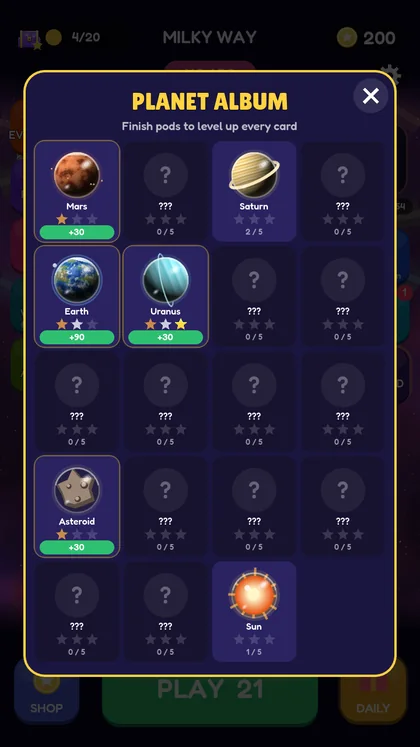 4/20
MILKY WAY
200
PLANET ALBUM
Finish pods to level up every card
Mars
+30
?
???
0 / 5
Saturn
2 / 5
?
???
0 / 5
Earth
+90
Uranus
+30
?
???
0 / 5
?
???
0 / 5
?
???
0 / 5
?
???
0 / 5
?
???
0 / 5
?
???
0 / 5
Asteroid
+30
?
???
0 / 5
?
???
0 / 5
?
???
0 / 5
?
???
0 / 5
?
???
0 / 5
Sun
1 / 5
PLAY 21
SHOP
DAILY